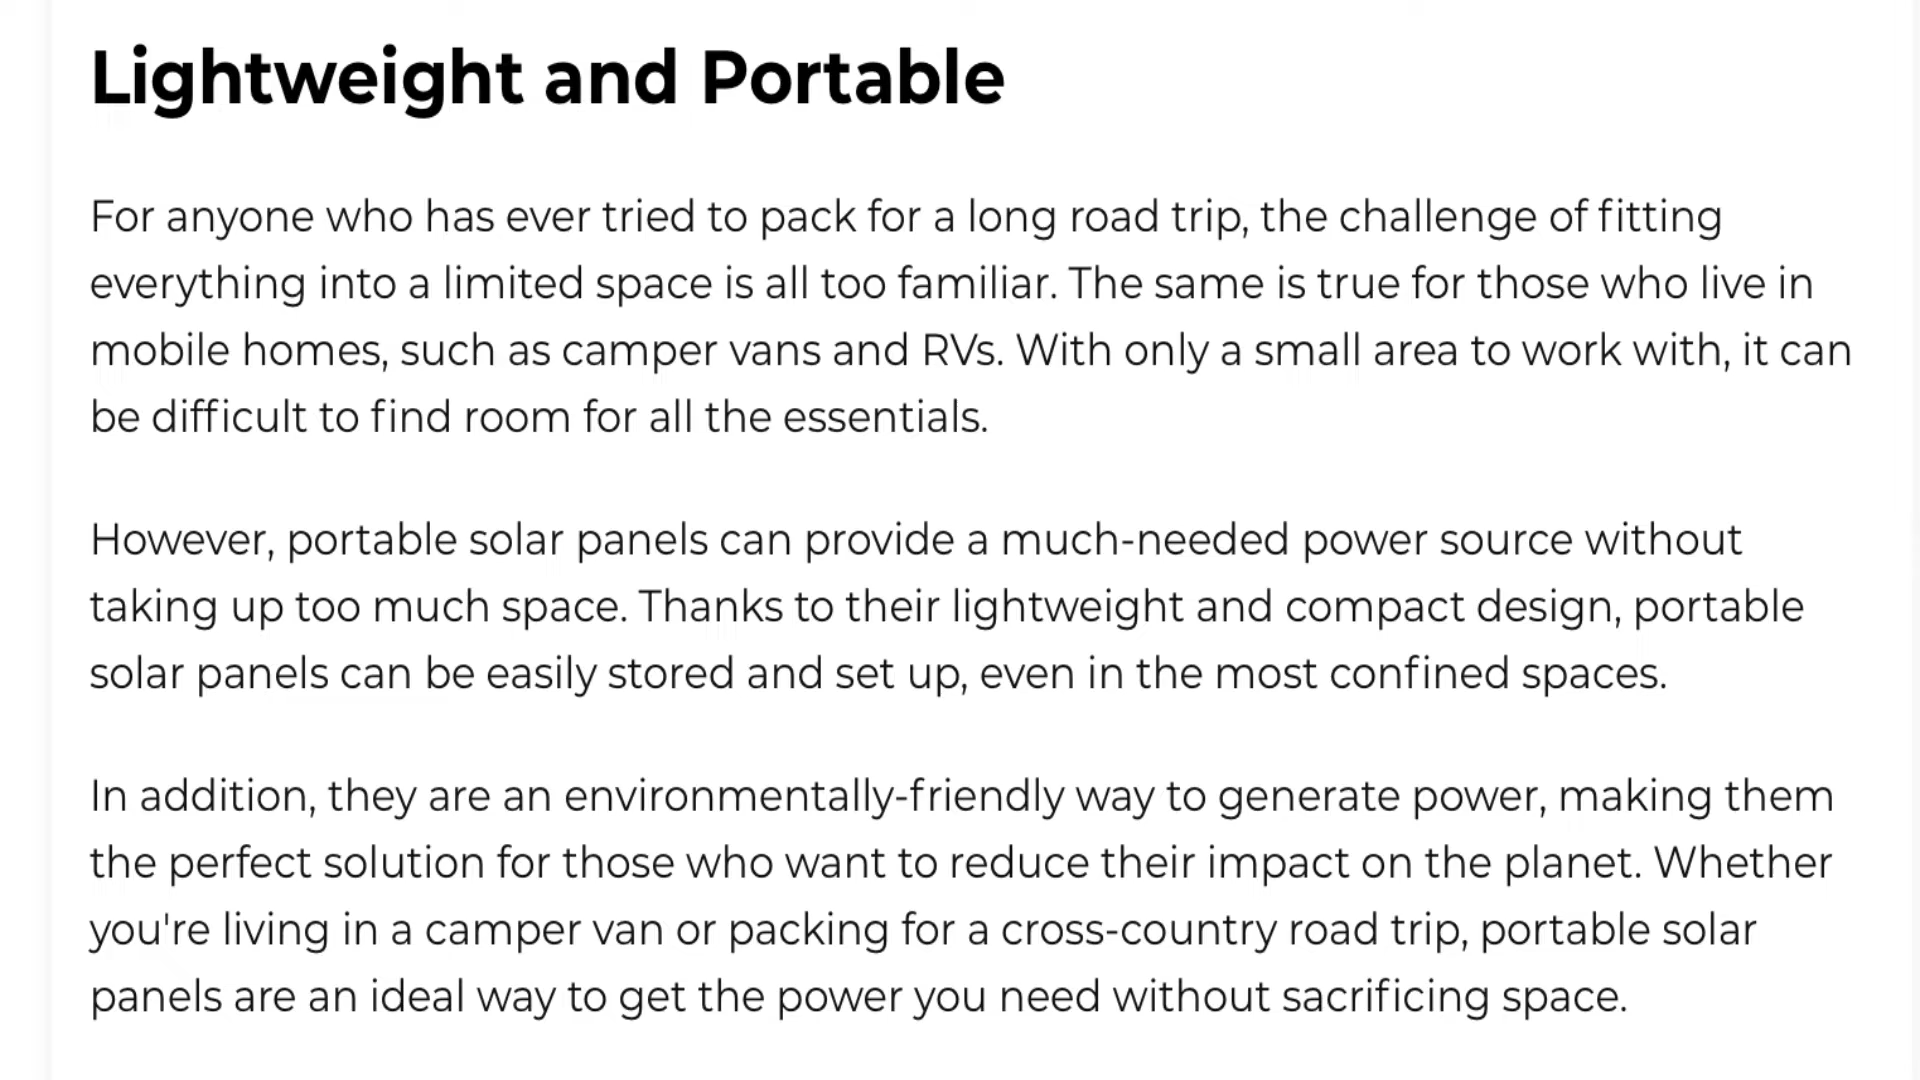 Lightweight and Portable
For anyone who has ever tried to pack for a long road trip, the challenge of fitting
everything into a limited space is all too familiar. The same is true for those who live in
mobile homes, such as camper vans and RVs. With only a small area to work with, it can
be difficult to find room for all the essentials.
However, portable solar panels can provide a much-needed power source without
taking up too much space. Thanks to their lightweight and compact design, portable
solar panels can be easily stored and set up, even in the most confined spaces.
In addition, they are an environmentally-friendly way to generate power, making them
the perfect solution for those who want to reduce their impact on the planet. Whether
you're living in a camper van or packing for a cross-country road trip, portable solar
panels are an ideal way to get the power you need without sacrificing space.